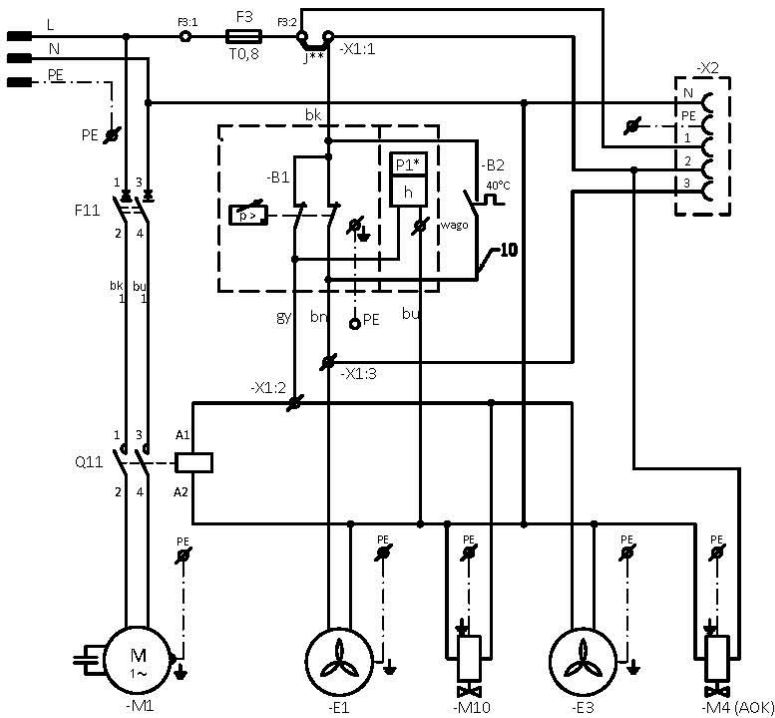 L
F3:1
F3
F3:2
T0,8
J**
-X1:1
N
PE
-X2
N
PE
1
2
3
PE
bk
-B1
P1*
h
-B2
40°C
p >
wago
10
1
3
F11
2
4
bk
1
bu
1
gy
bn
PE
bu
-X1:3
-X1:2
1
3
A1
Q11
2
4
A2
PE
PE
PE
PE
PE
M
1~
-M1
-E1
-M10
-E3
-M4 (AOK)